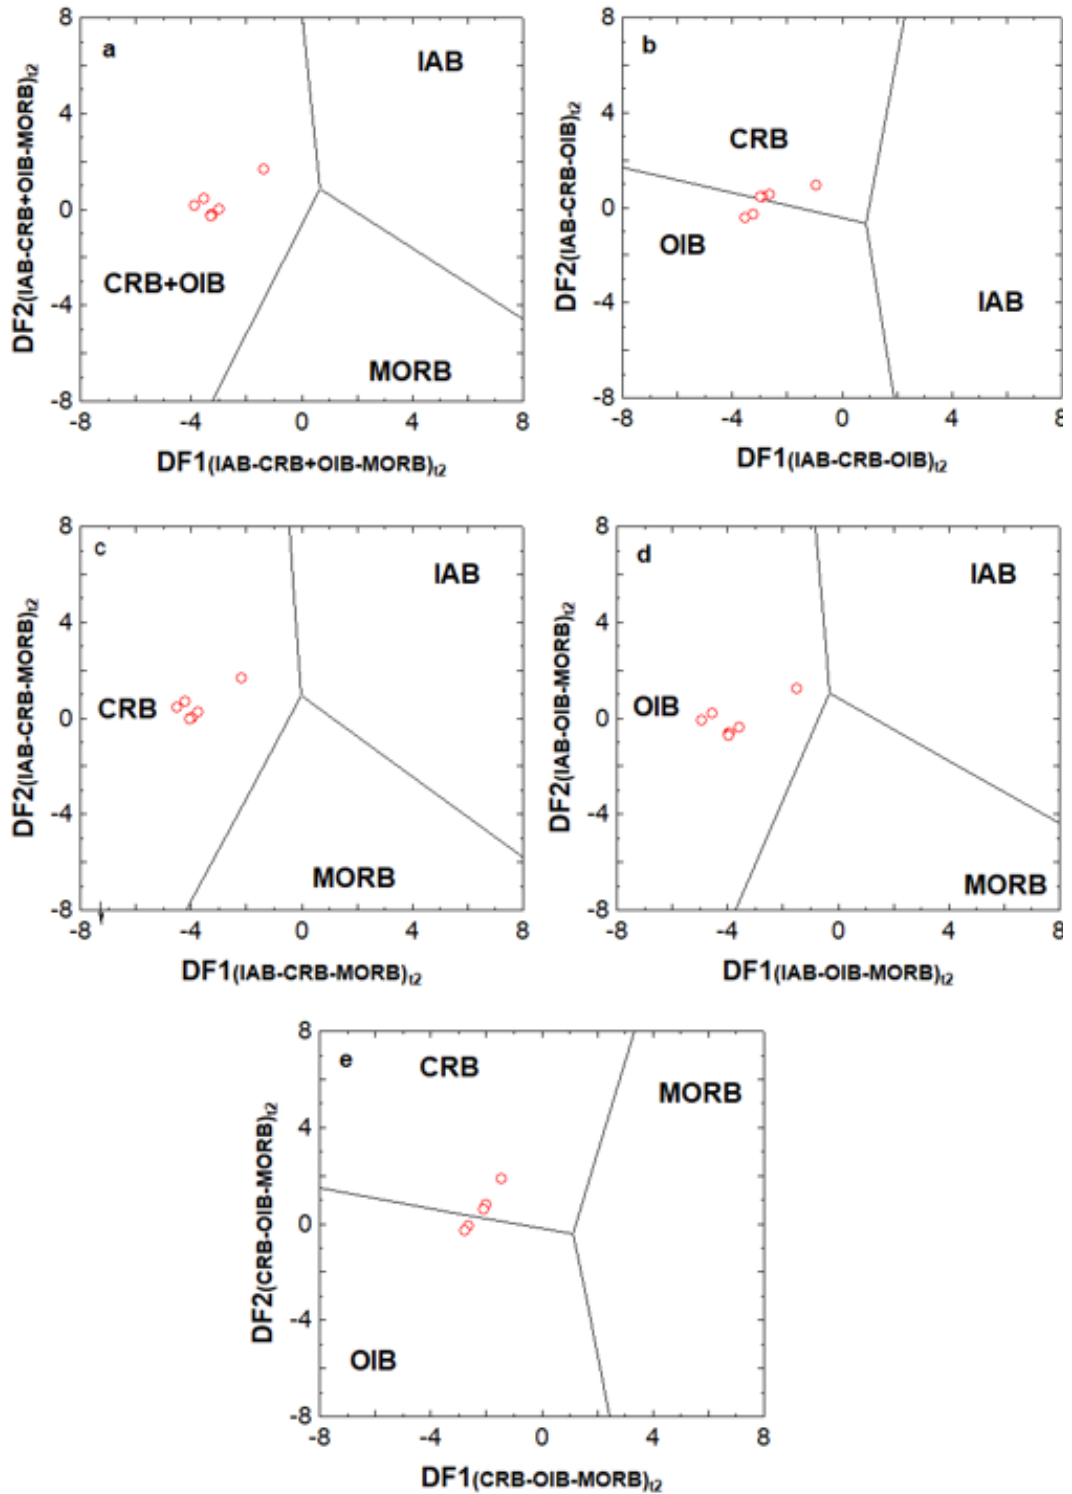 8
a
IAB
4
0
CRB+OIB
-4
MORB
-8
-8
-4
0
4
8
DF2(IAB-CRB+OIB-MORB)t2
DF1(IAB-CRB+OIB-MORB)t2
8
b
4
CRB
0
OIB
-4
IAB
-8
-8
-4
0
4
8
DF2(IAB-CRB-OIB)t2
DF1(IAB-CRB-OIB)t2
8
c
IAB
4
CRB
0
-4
MORB
-8
-8
-4
0
4
8
DF2(IAB-CRB-MORB)t2
DF1(IAB-CRB-MORB)t2
8
d
IAB
4
OIB
0
-4
MORB
-8
-8
-4
0
4
8
DF2(IAB-OIB-MORB)t2
DF1(IAB-OIB-MORB)t2
8
e
CRB
MORB
4
0
-4
OIB
-8
-8
-4
0
4
8
DF2(CRB-OIB-MORB)t2
DF1(CRB-OIB-MORB)t2